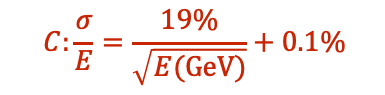 C: σ/E = 19%/√E(GeV) + 0.1%